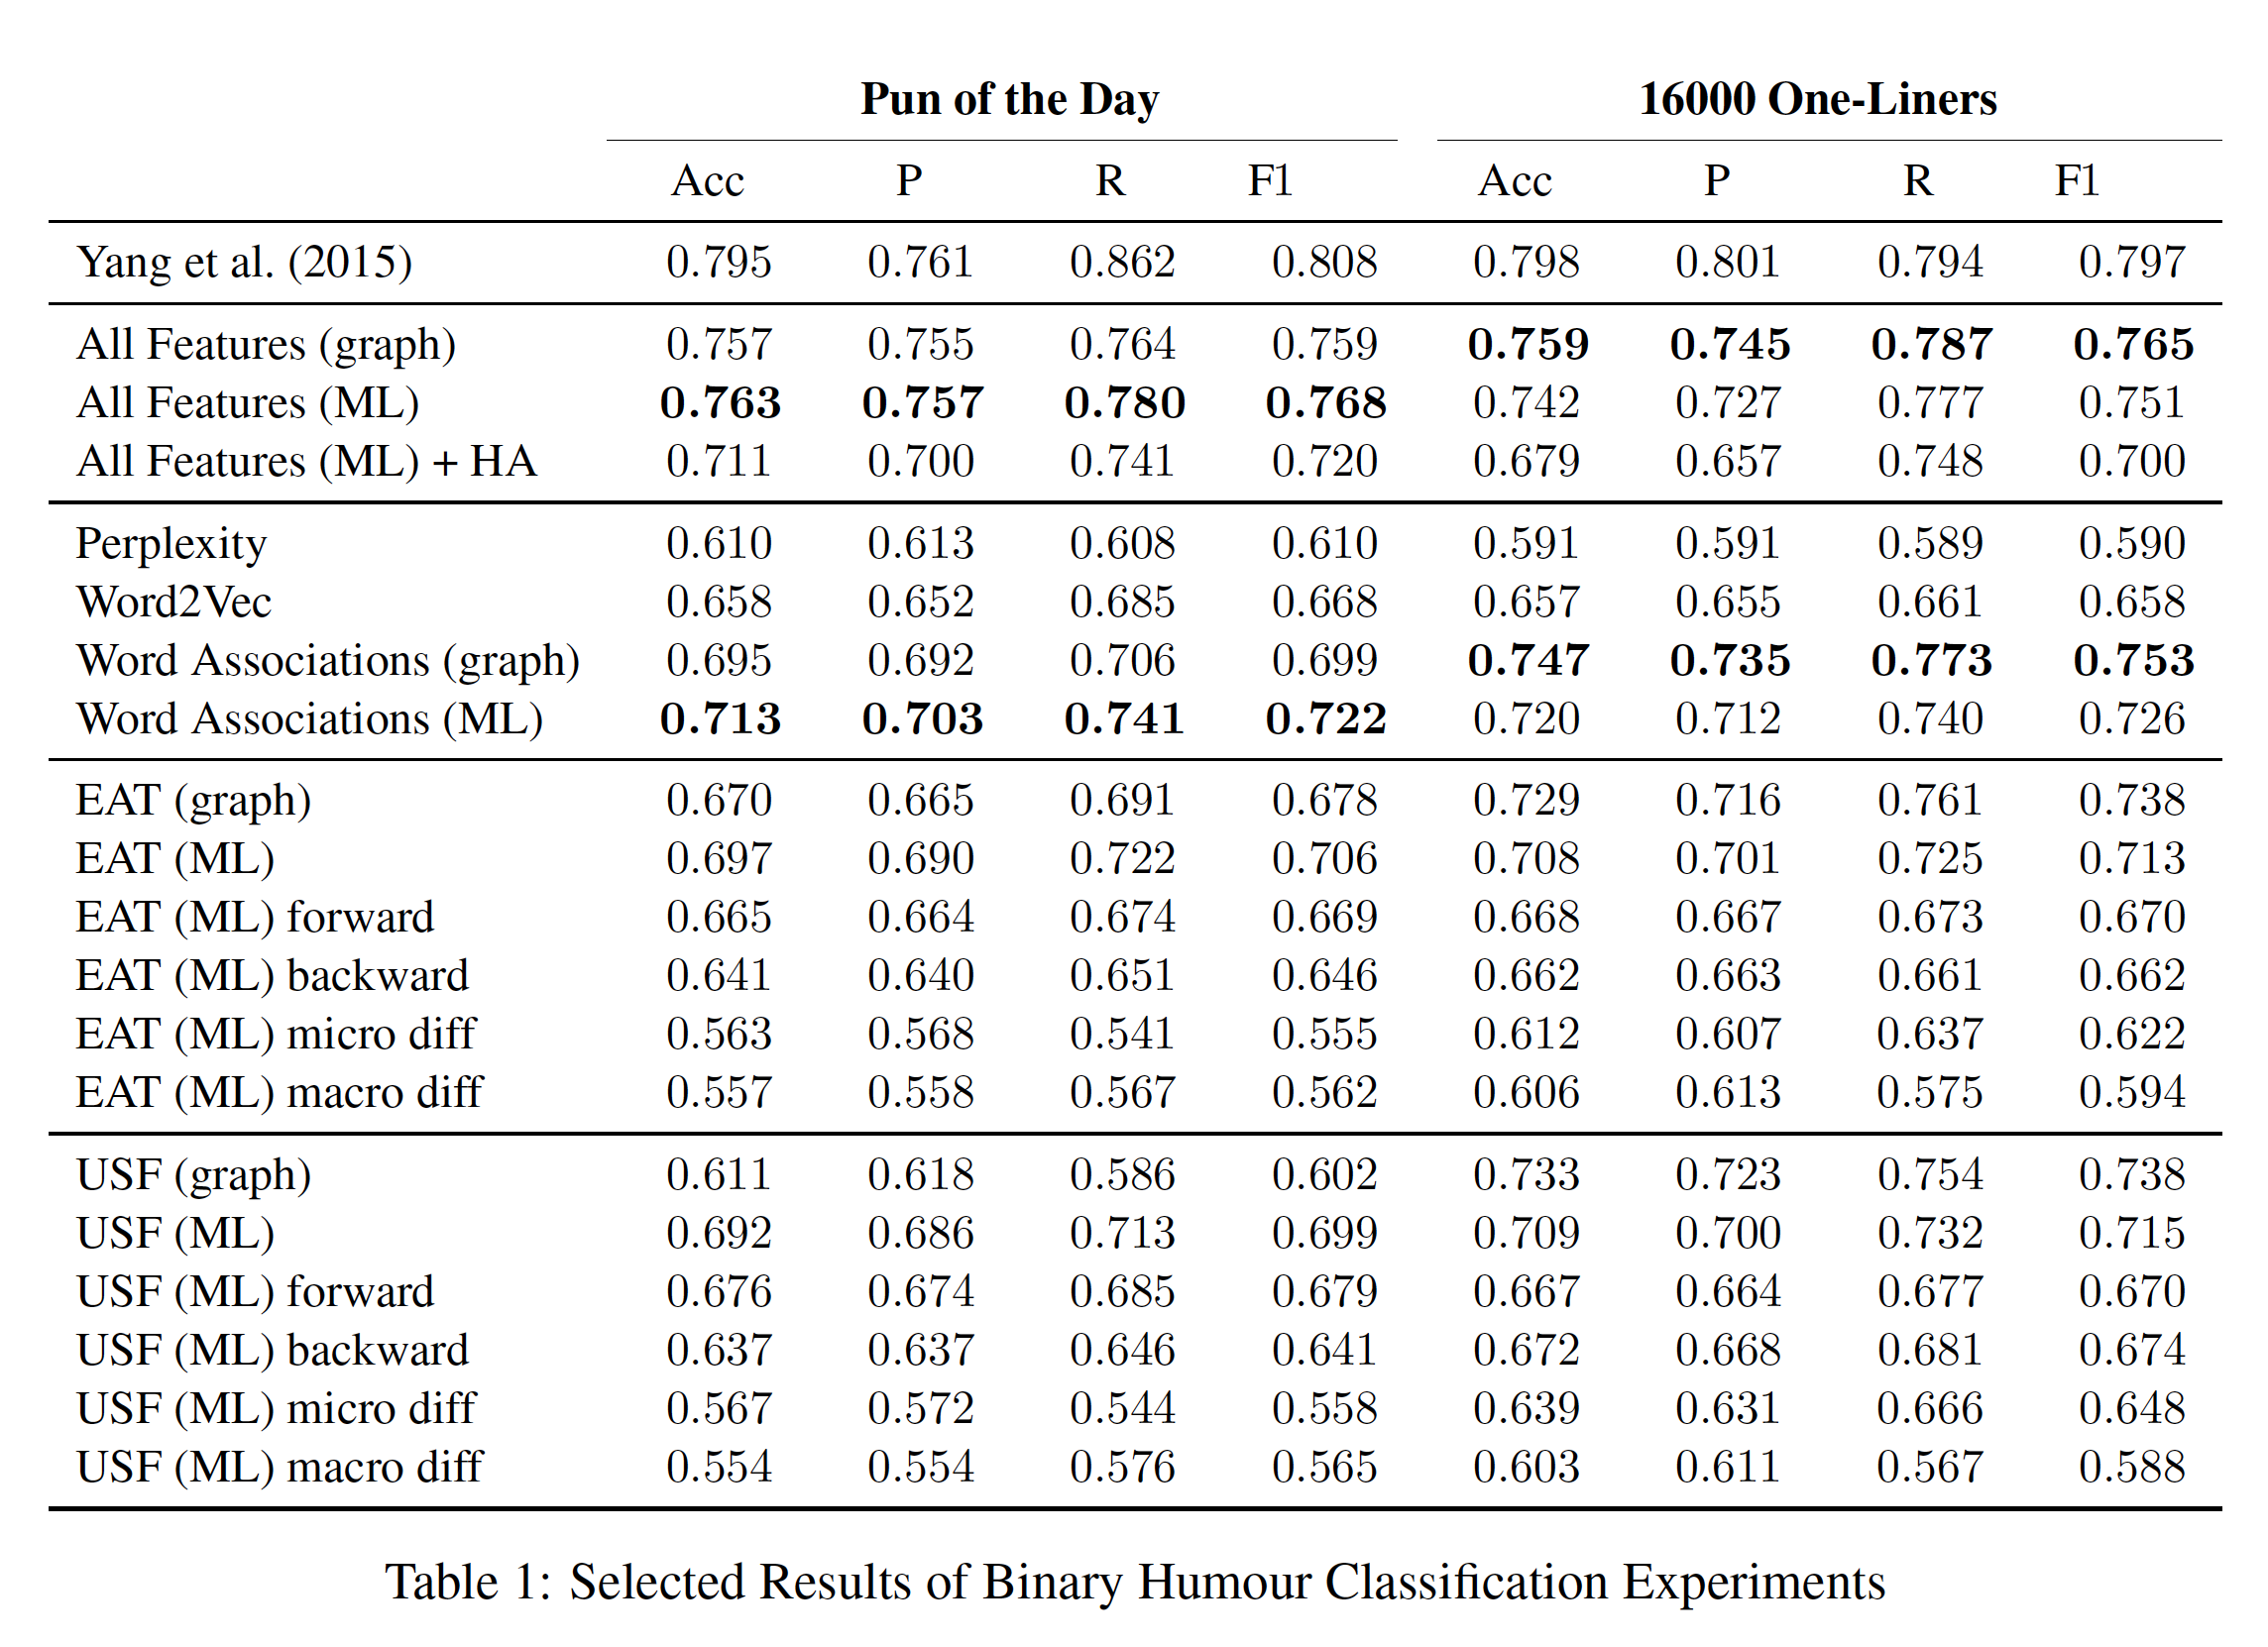 Pun of the Day 16000 One-Liners
Acc P R F1 Acc P R F1
Yang et al. (2015) 0.795 0.761 0.862 0.808 0.798 0.801 0.794 0.797
All Features (graph) 0.757 0.755 0.764 0.759 0.759 0.745 0.787 0.765
All Features (ML) 0.763 0.757 0.780 0.768 0.742 0.727 0.777 0.751
All Features (ML) + HA 0.711 0.700 0.741 0.720 0.679 0.657 0.748 0.700
Perplexity 0.610 0.613 0.608 0.610 0.591 0.591 0.589 0.590
Word2Vec 0.658 0.652 0.685 0.668 0.657 0.655 0.661 0.658
Word Associations (graph) 0.695 0.692 0.706 0.699 0.747 0.735 0.773 0.753
Word Associations (ML) 0.713 0.703 0.741 0.722 0.720 0.712 0.740 0.726
EAT (graph) 0.670 0.665 0.691 0.678 0.729 0.716 0.761 0.738
EAT (ML) 0.697 0.690 0.722 0.706 0.708 0.701 0.725 0.713
EAT (ML) forward 0.665 0.664 0.674 0.669 0.668 0.667 0.673 0.670
EAT (ML) backward 0.641 0.640 0.651 0.646 0.662 0.663 0.661 0.662
EAT (ML) micro diff 0.563 0.568 0.541 0.555 0.612 0.607 0.637 0.622
EAT (ML) macro diff 0.557 0.558 0.567 0.562 0.606 0.613 0.575 0.594
USF (graph) 0.611 0.618 0.586 0.602 0.733 0.723 0.754 0.738
USF (ML) 0.692 0.686 0.713 0.699 0.709 0.700 0.732 0.715
USF (ML) forward 0.676 0.674 0.685 0.679 0.667 0.664 0.677 0.670
USF (ML) backward 0.637 0.637 0.646 0.641 0.672 0.668 0.681 0.674
USF (ML) micro diff 0.567 0.572 0.544 0.558 0.639 0.631 0.666 0.648
USF (ML) macro diff 0.554 0.554 0.576 0.565 0.603 0.611 0.567 0.588
Table 1: Selected Results of Binary Humour Classification Experiments